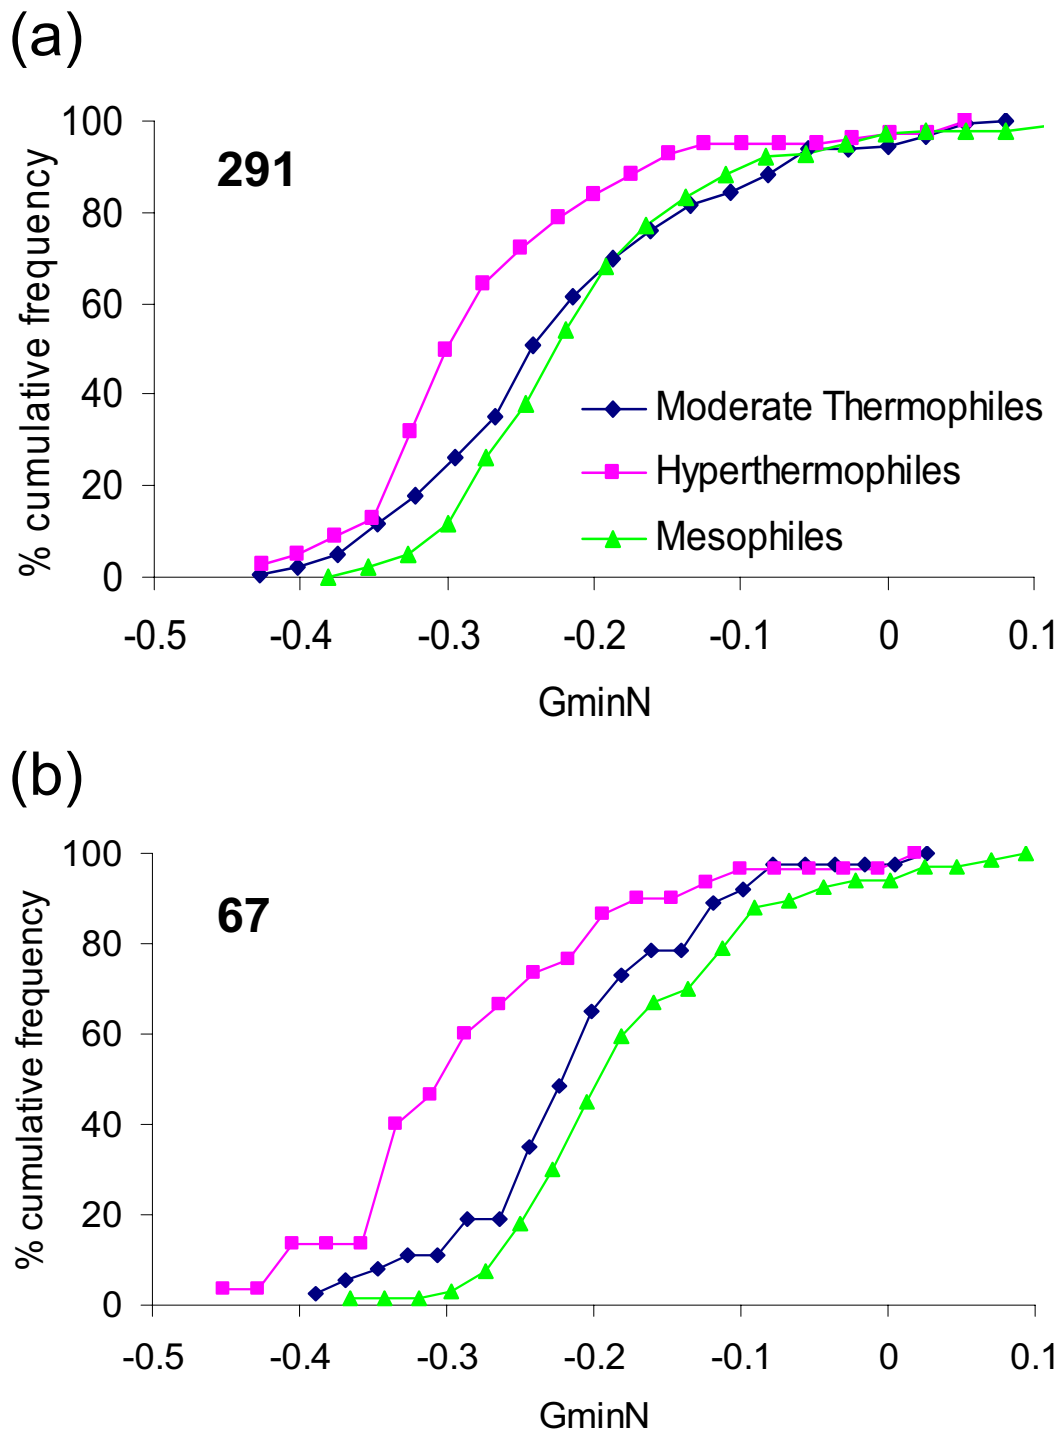 (a)
% cumulative frequency
100
80
60
40
20
0
291
Moderate Thermophiles
Hyperthermophiles
Mesophiles
-0.5 -0.4 -0.3 -0.2 -0.1 0 0.1
GminN
(b)
% cumulative frequency
100
80
60
40
20
0
67
-0.5 -0.4 -0.3 -0.2 -0.1 0 0.1
GminN